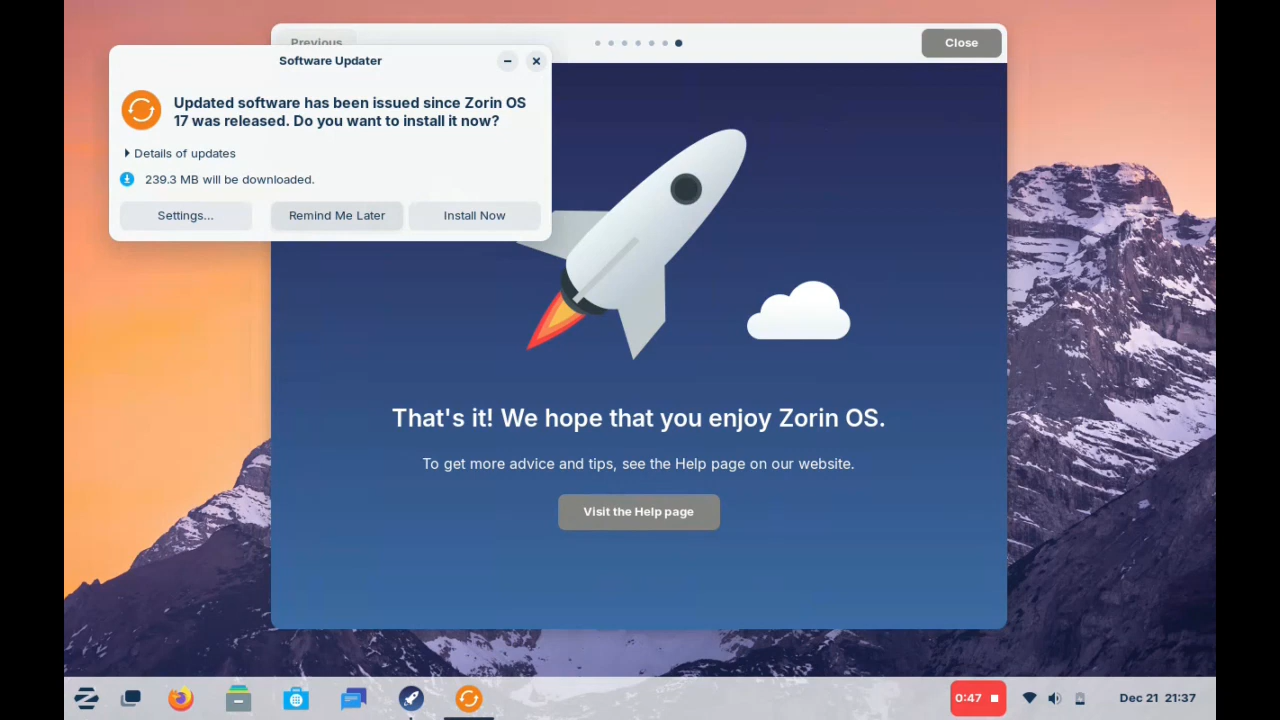 Previous
Close
Software Updater
Updated software has been issued since Zorin OS
17 was released. Do you want to install it now?
Details of updates
239.3 MB will be downloaded.
Settings...
Remind Me Later
Install Now
That's it! We hope that you enjoy Zorin OS.
To get more advice and tips, see the Help page on our website.
Visit the Help page
0:47
Dec 21 21:37